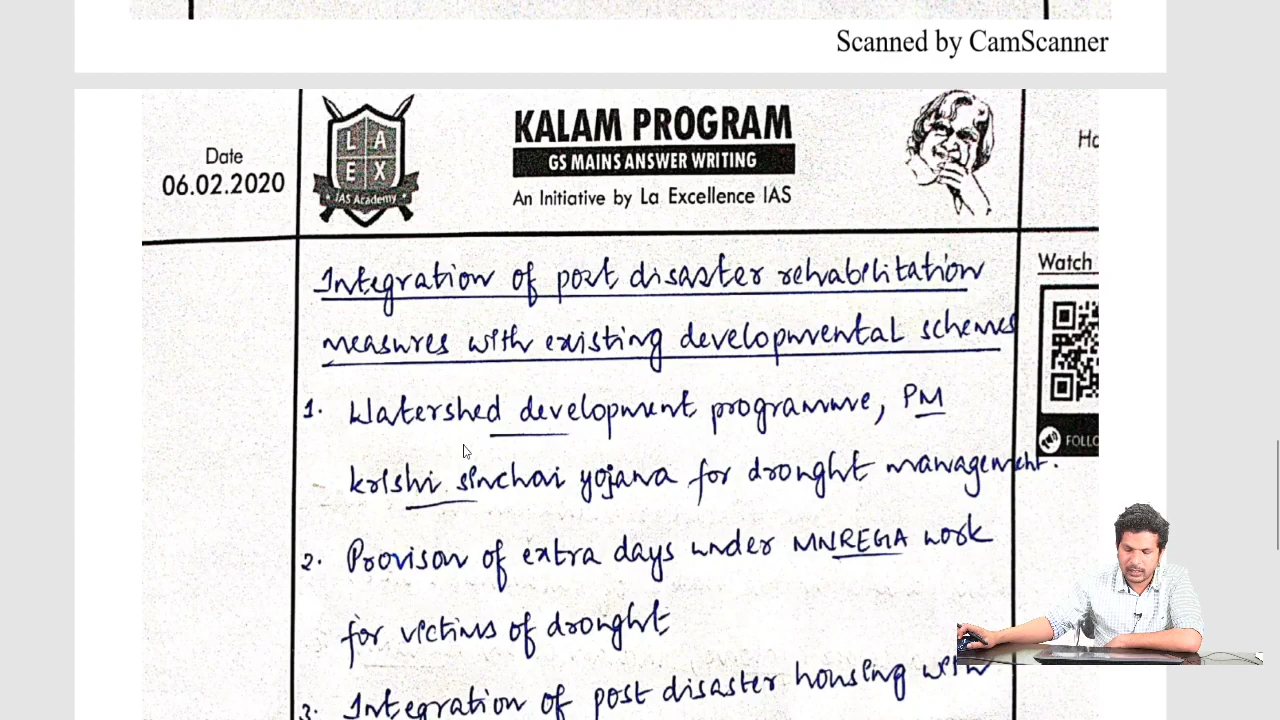 Scanned by CamScanner
Date
06.02.2020
L A
E X
IAS Academy
KALAM PROGRAM
GS MAINS ANSWER WRITING
An Initiative by La Excellence IAS
Integration of post disaster rehabilitation
measures with existing developmental schemes
Watch
FOLLO
1. Watershed development programme, PM
krishi sinchai yojana for drought management.
2. Provison of extra days under MNREGA work
for victims of drought
3. Integration of post disaster housing with